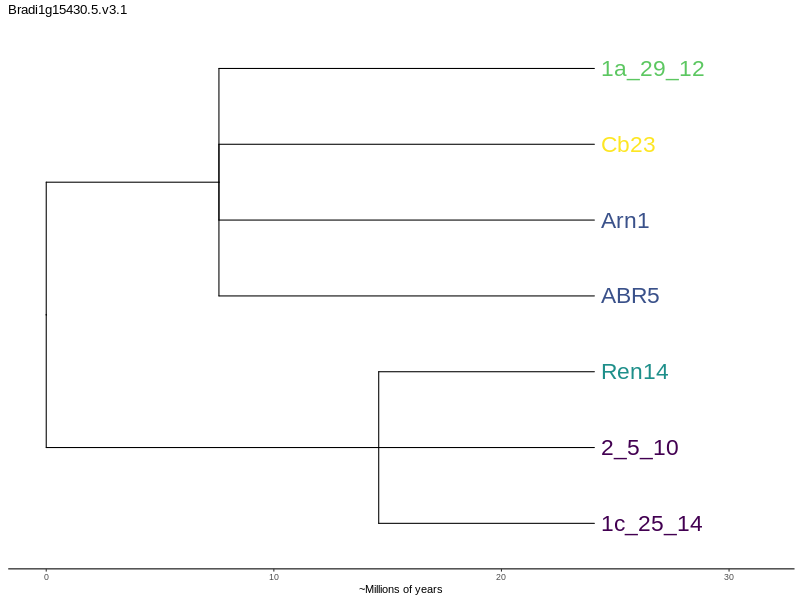 Bradi1g15430.5.v3.1
1a_29_12
Cb23
Arn1
ABR5
Ren14
2_5_10
1c_25_14
0 10 20 30
~Millions of years